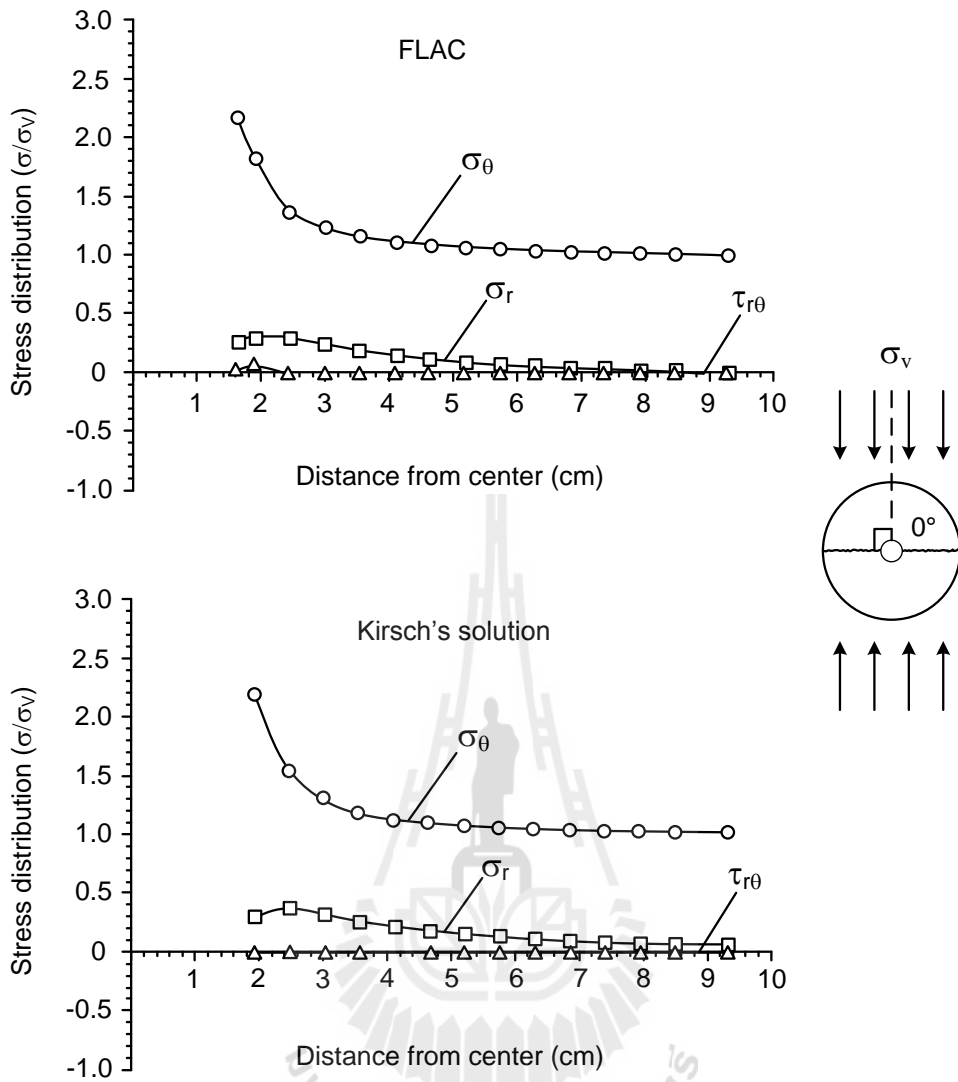 FLAC
Stress distribution (σ/σV)
3.0
2.5
2.0
1.5
1.0
0.5
0
-0.5
-1.0
σθ
σr
τrθ
1 2 3 4 5 6 7 8 9 10
Distance from center (cm)
σv
0°
Kirsch's solution
Stress distribution (σ/σV)
3.0
2.5
2.0
1.5
1.0
0.5
0
-0.5
-1.0
σθ
σr
τrθ
1 2 3 4 5 6 7 8 9 10
Distance from center (cm)